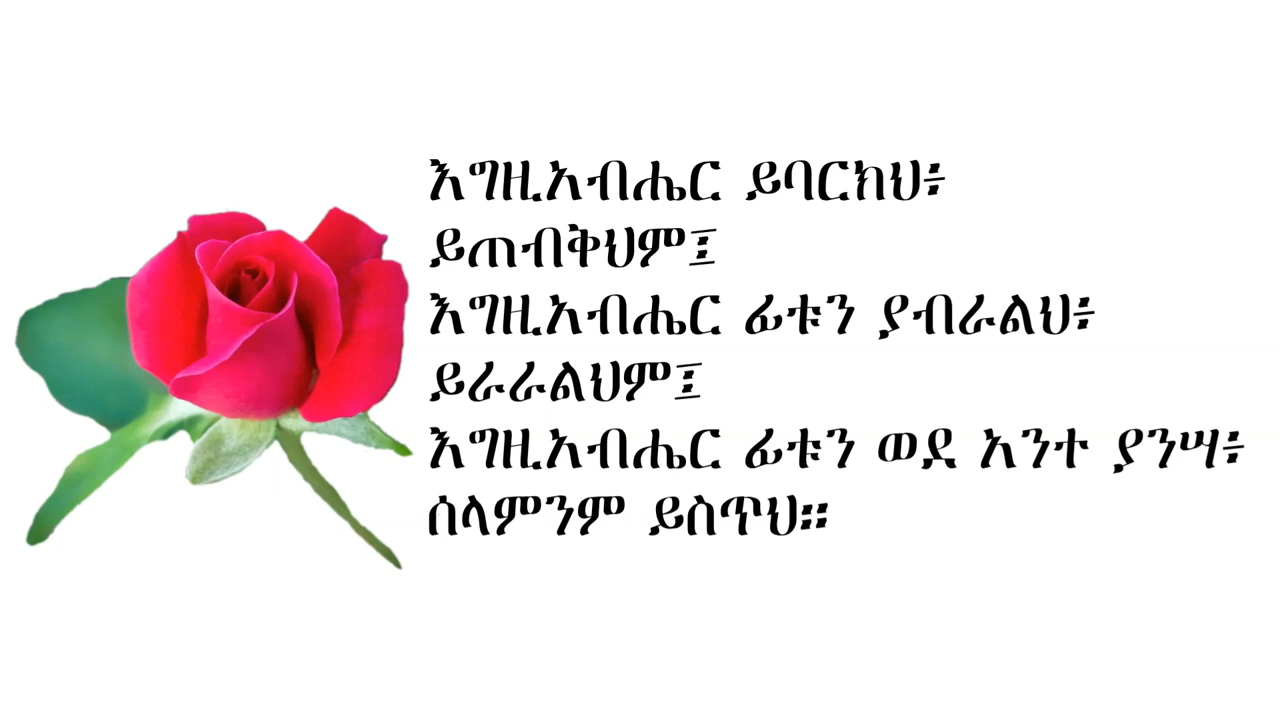 እግዚአብሔር ይባርክህ፥
ይጠብቅህም፤
እግዚአብሔር ፊቱን ያብራልህ፥
ይራራልህም፤
እግዚአብሔር ፊቱን ወደ አንተ ያንሣ፥
ሰላምንም ይስጥህ።